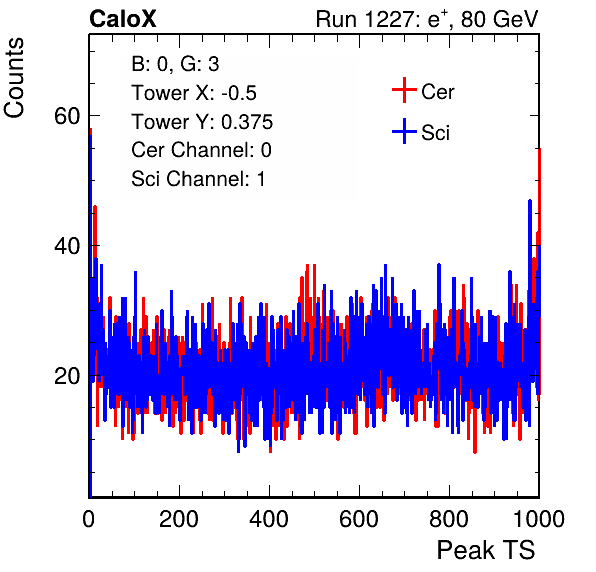 CaloX Run 1227: e⁺, 80 GeV
Counts
B: 0, G: 3
Tower X: -0.5
Tower Y: 0.375
Cer Channel: 0
Sci Channel: 1
Cer
Sci
60
40
20
0 200 400 600 800 1000
Peak TS